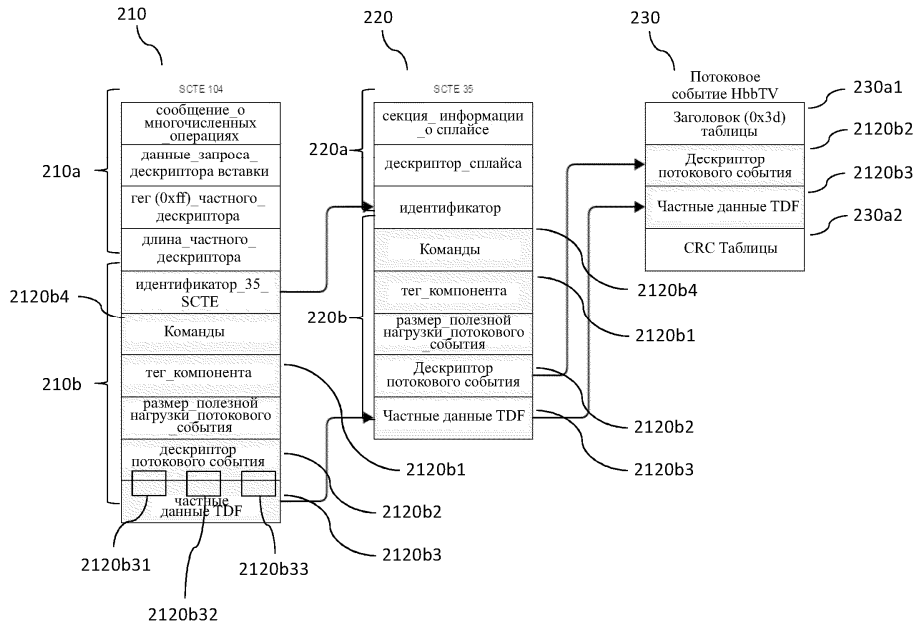 210
220
230
SCTE 104
сообщение_о
многочисленных_
операциях
данные_запроса_
дескриптора вставки
гег (0xff)_частного_
дескриптора
длина_частного_
дескриптора
идентификатор_35_
SCTE
Команды
тег_компонента
размер_полезной
нагрузки_потокового
_события
дескриптор
потокового события
частные
данные TDF
210a
2120b4
210b
2120b31
2120b32
2120b33
2120b1
2120b2
2120b3
SCTE 35
секция_ информации
_о сплайсе
дескриптор_сплайса
идентификатор
Команды
тег_компонента
размер_полезной
нагрузки_потокового
_события
Дескриптор
потокового события
Частные данные TDF
220a
220b
2120b4
2120b1
2120b2
2120b3
Потоковое
событие HbbTV
Заголовок (0x3d)
таблицы
Дескриптор
потокового события
Частные данные TDF
CRC Таблицы
230a1
2120b2
2120b3
230a2